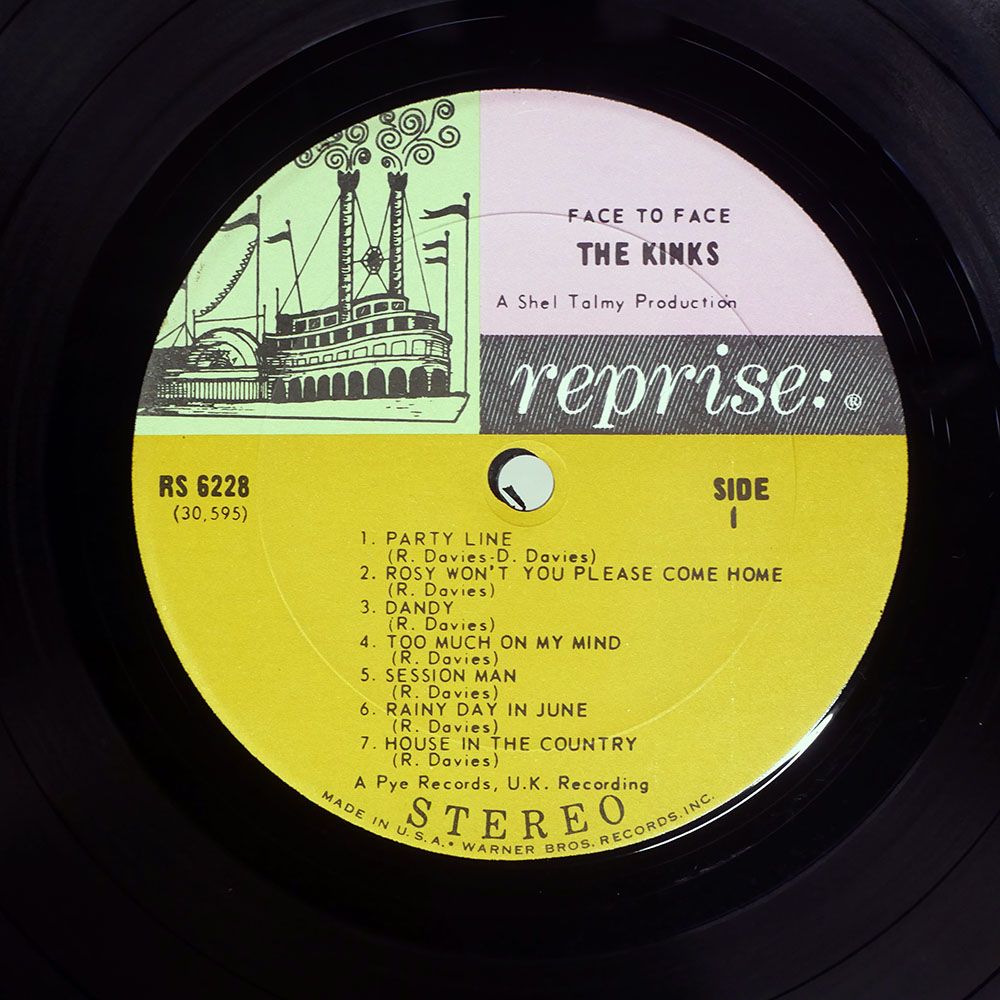 FACE TO FACE
THE KINKS
A Shel Talmy Production
reprise:®
RS 6228
(30,595)
SIDE
1
1. PARTY LINE
(R. Davies-D. Davies)
2. ROSY WON'T YOU PLEASE COME HOME
(R. Davies)
3. DANDY
(R. Davies)
4. TOO MUCH ON MY MIND
(R. Davies)
5. SESSION MAN
(R. Davies)
6. RAINY DAY IN JUNE
(R. Davies)
7. HOUSE IN THE COUNTRY
(R. Davies)
A Pye Records, U.K. Recording
STEREO
MADE IN U.S.A. • WARNER BROS. RECORDS, INC.